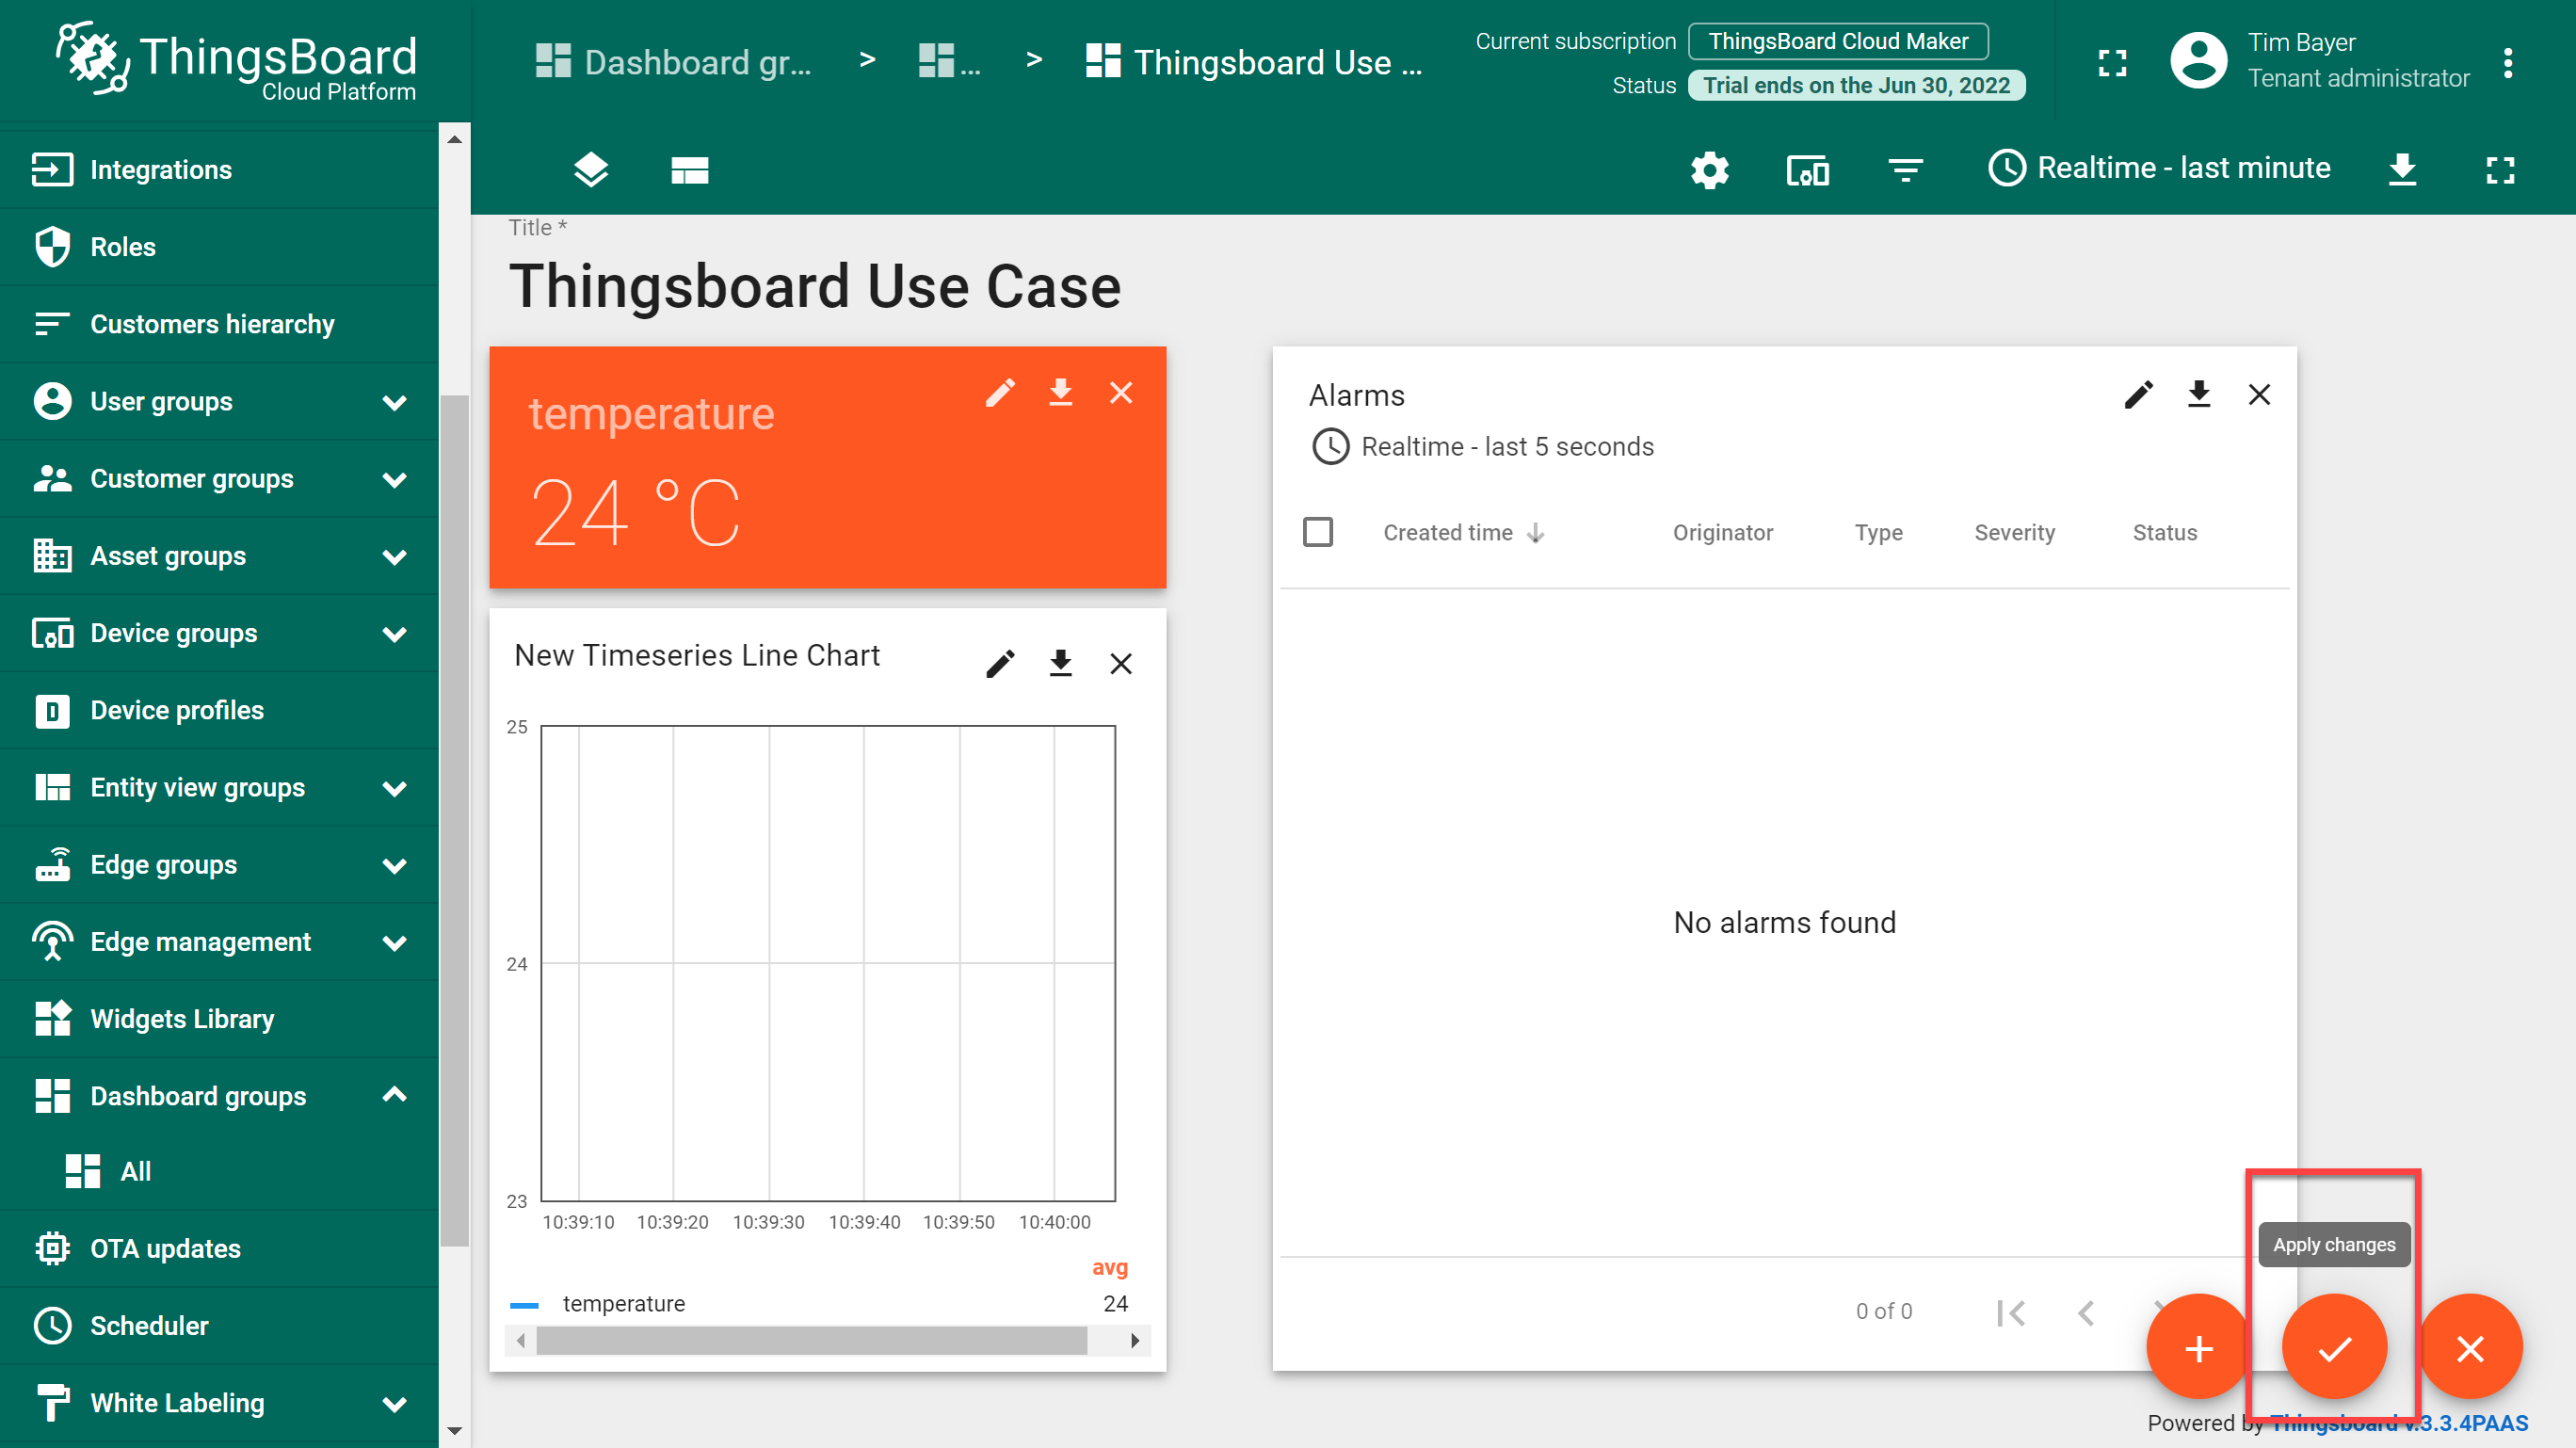 ThingsBoard
Cloud Platform
Integrations
Roles
Customers hierarchy
User groups
Customer groups
Asset groups
Device groups
Device profiles
Entity view groups
Edge groups
Edge management
Widgets Library
Dashboard groups
All
OTA updates
Scheduler
White Labeling
Dashboard gr... > ... > Thingsboard Use ...
Current subscription ThingsBoard Cloud Maker
Status Trial ends on the Jun 30, 2022
Tim Bayer
Tenant administrator
Realtime - last minute
Title *
Thingsboard Use Case
temperature
24 °C
New Timeseries Line Chart
25
24
23
10:39:10 10:39:20 10:39:30 10:39:40 10:39:50 10:40:00
avg
temperature 24
Alarms
Realtime - last 5 seconds
Created time Originator Type Severity Status
No alarms found
0 of 0
Apply changes
Powered by Thingsboard v.3.3.4PAAS